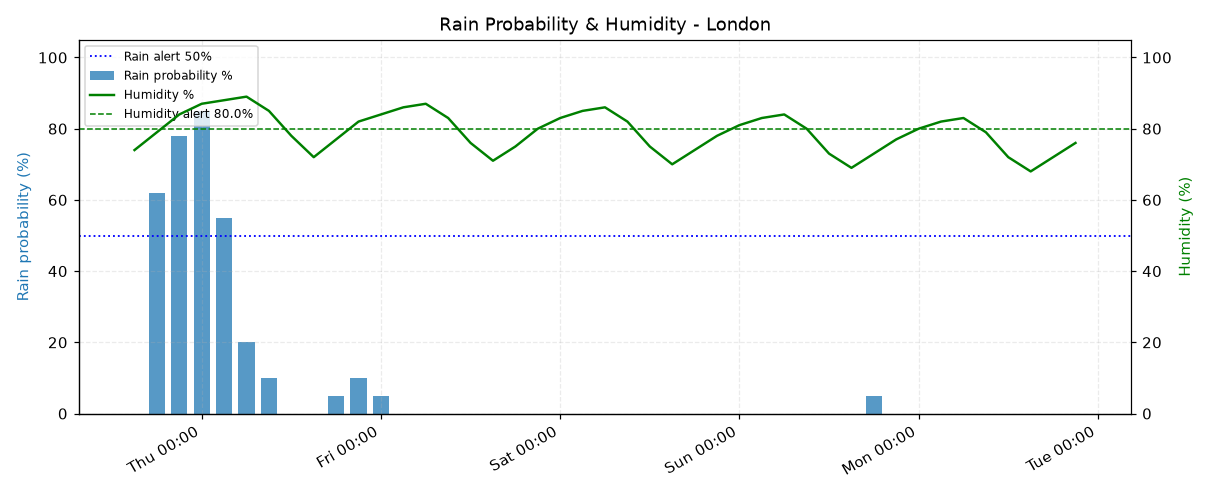 Rain Probability & Humidity - London
Rain alert 50%
Rain probability %
Humidity %
Humidity alert 80.0%
100
80
60
40
20
0
Rain probability (%)
100
80
60
40
20
0
Humidity (%)
Thu 00:00
Fri 00:00
Sat 00:00
Sun 00:00
Mon 00:00
Tue 00:00